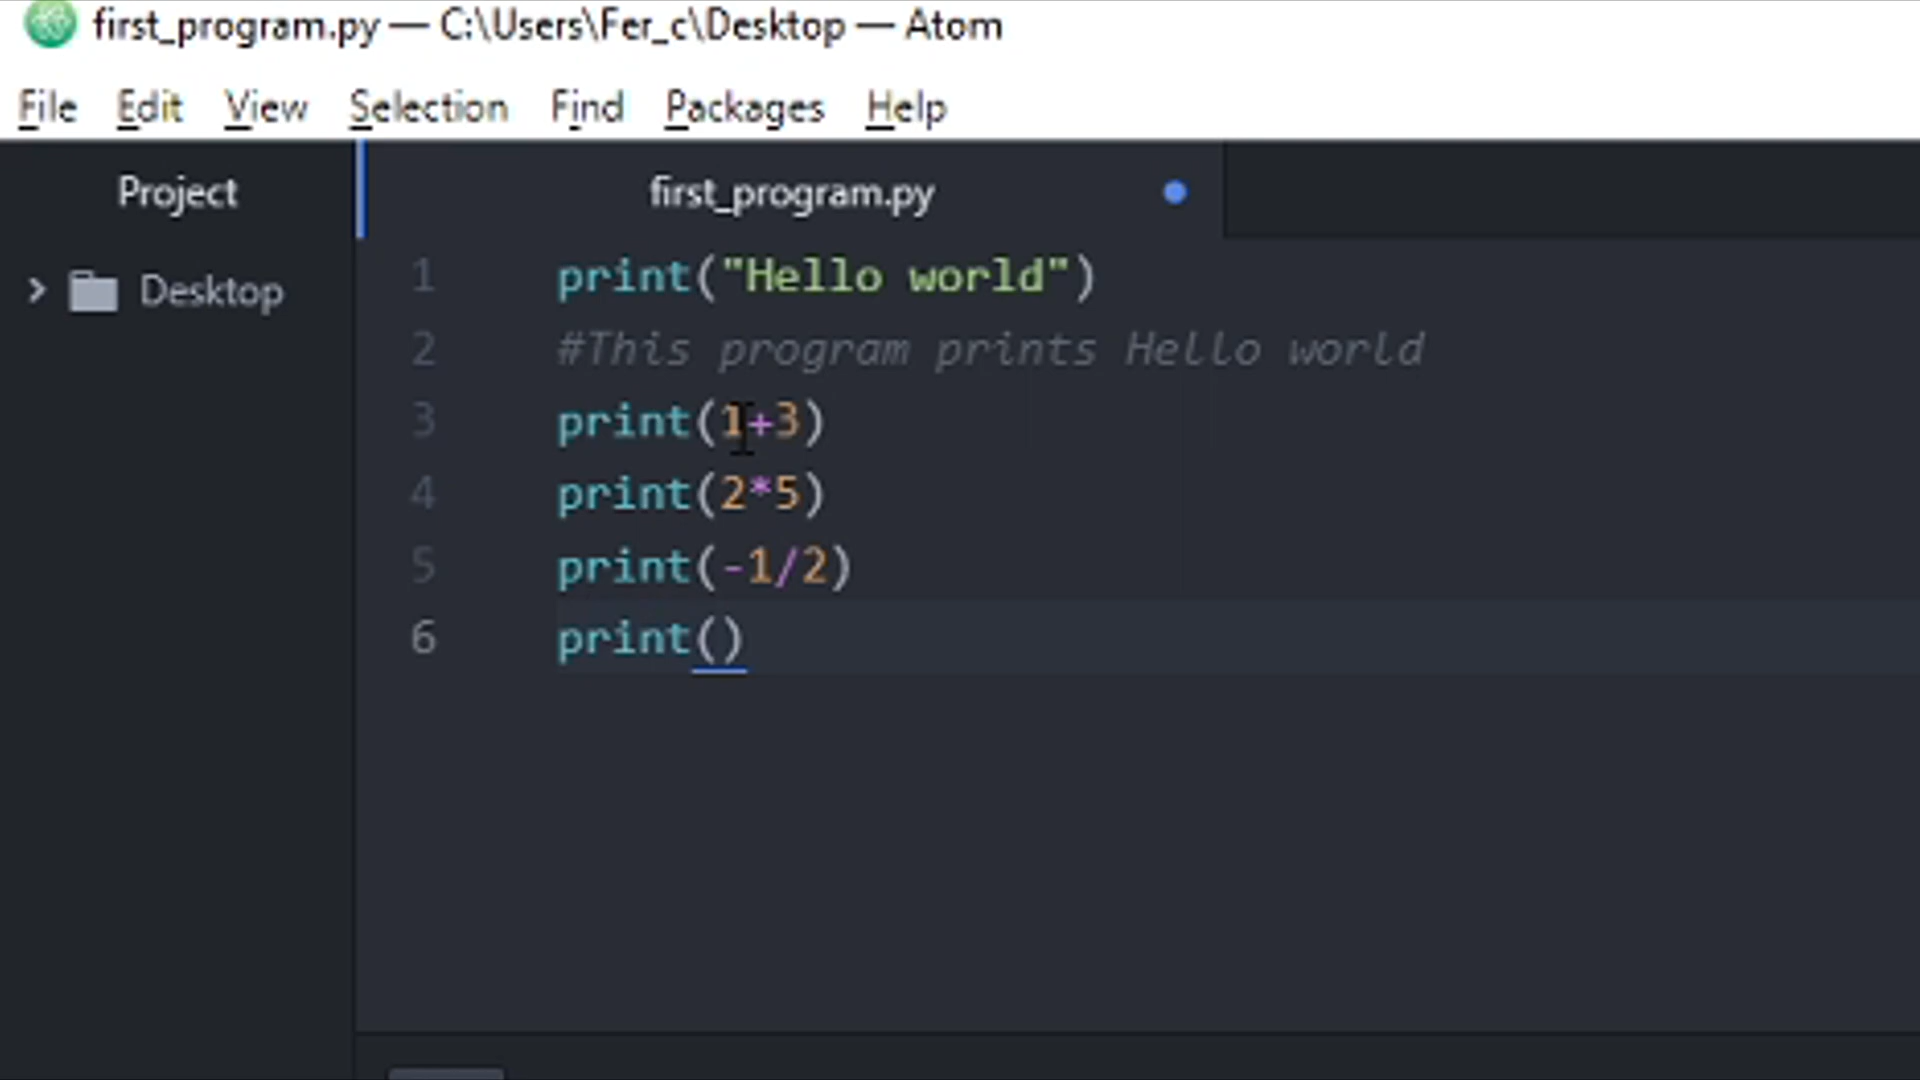 first_program.py — C:\Users\Fer_c\Desktop — Atom
File Edit View Selection Find Packages Help
Project
first_program.py
Desktop
1 print("Hello world")
2 #This program prints Hello world
3 print(1+3)
4 print(2*5)
5 print(-1/2)
6 print()